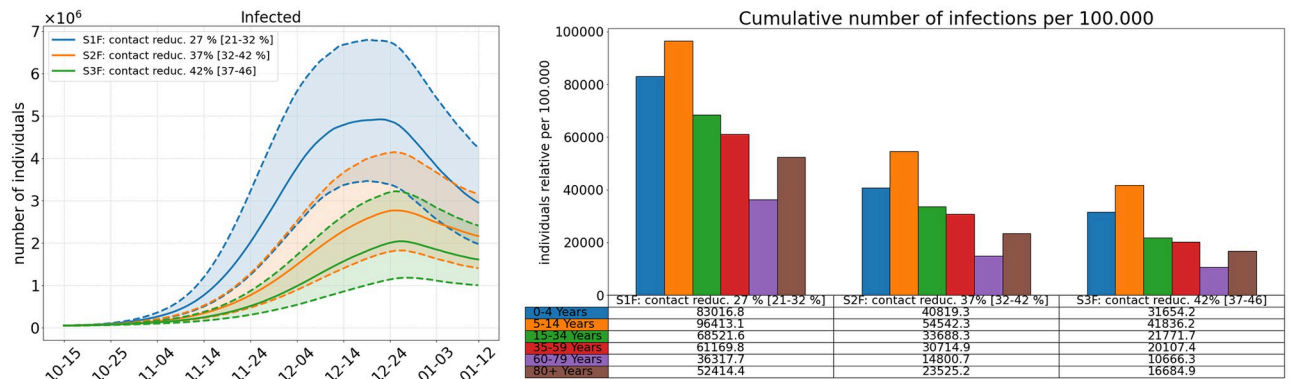 Infected
×10⁶
7
6
5
4
3
2
1
0
number of individuals
S1F: contact reduc. 27 % [21-32 %]
S2F: contact reduc. 37% [32-42 %]
S3F: contact reduc. 42% [37-46]
10-15
10-25
11-04
11-14
11-24
12-04
12-14
12-24
01-03
01-12
Cumulative number of infections per 100.000
individuals relative per 100.000
100000
80000
60000
40000
20000
0
S1F: contact reduc. 27 % [21-32 %] S2F: contact reduc. 37% [32-42 %] S3F: contact reduc. 42% [37-46]
0-4 Years 83016.8 40819.3 31654.2
5-14 Years 96413.1 54542.3 41836.2
15-34 Years 68521.6 33688.3 21771.7
35-59 Years 61169.8 30714.9 20107.4
60-79 Years 36317.7 14800.7 10666.3
80+ Years 52414.4 23525.2 16684.9